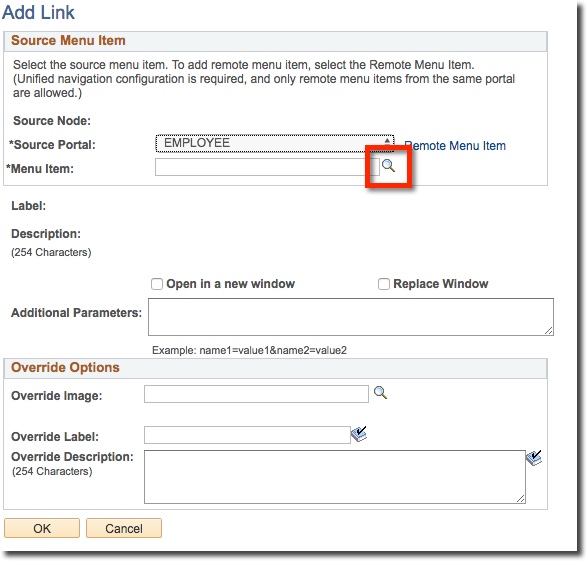 Add Link
Source Menu Item
Select the source menu item. To add remote menu item, select the Remote Menu Item.
(Unified navigation configuration is required, and only remote menu items from the same portal
are allowed.)
Source Node:
*Source Portal: EMPLOYEE Remote Menu Item
*Menu Item:
Label:
Description:
(254 Characters)
Open in a new window Replace Window
Additional Parameters:
Example: name1=value1&name2=value2
Override Options
Override Image:
Override Label:
Override Description:
(254 Characters)
OK Cancel